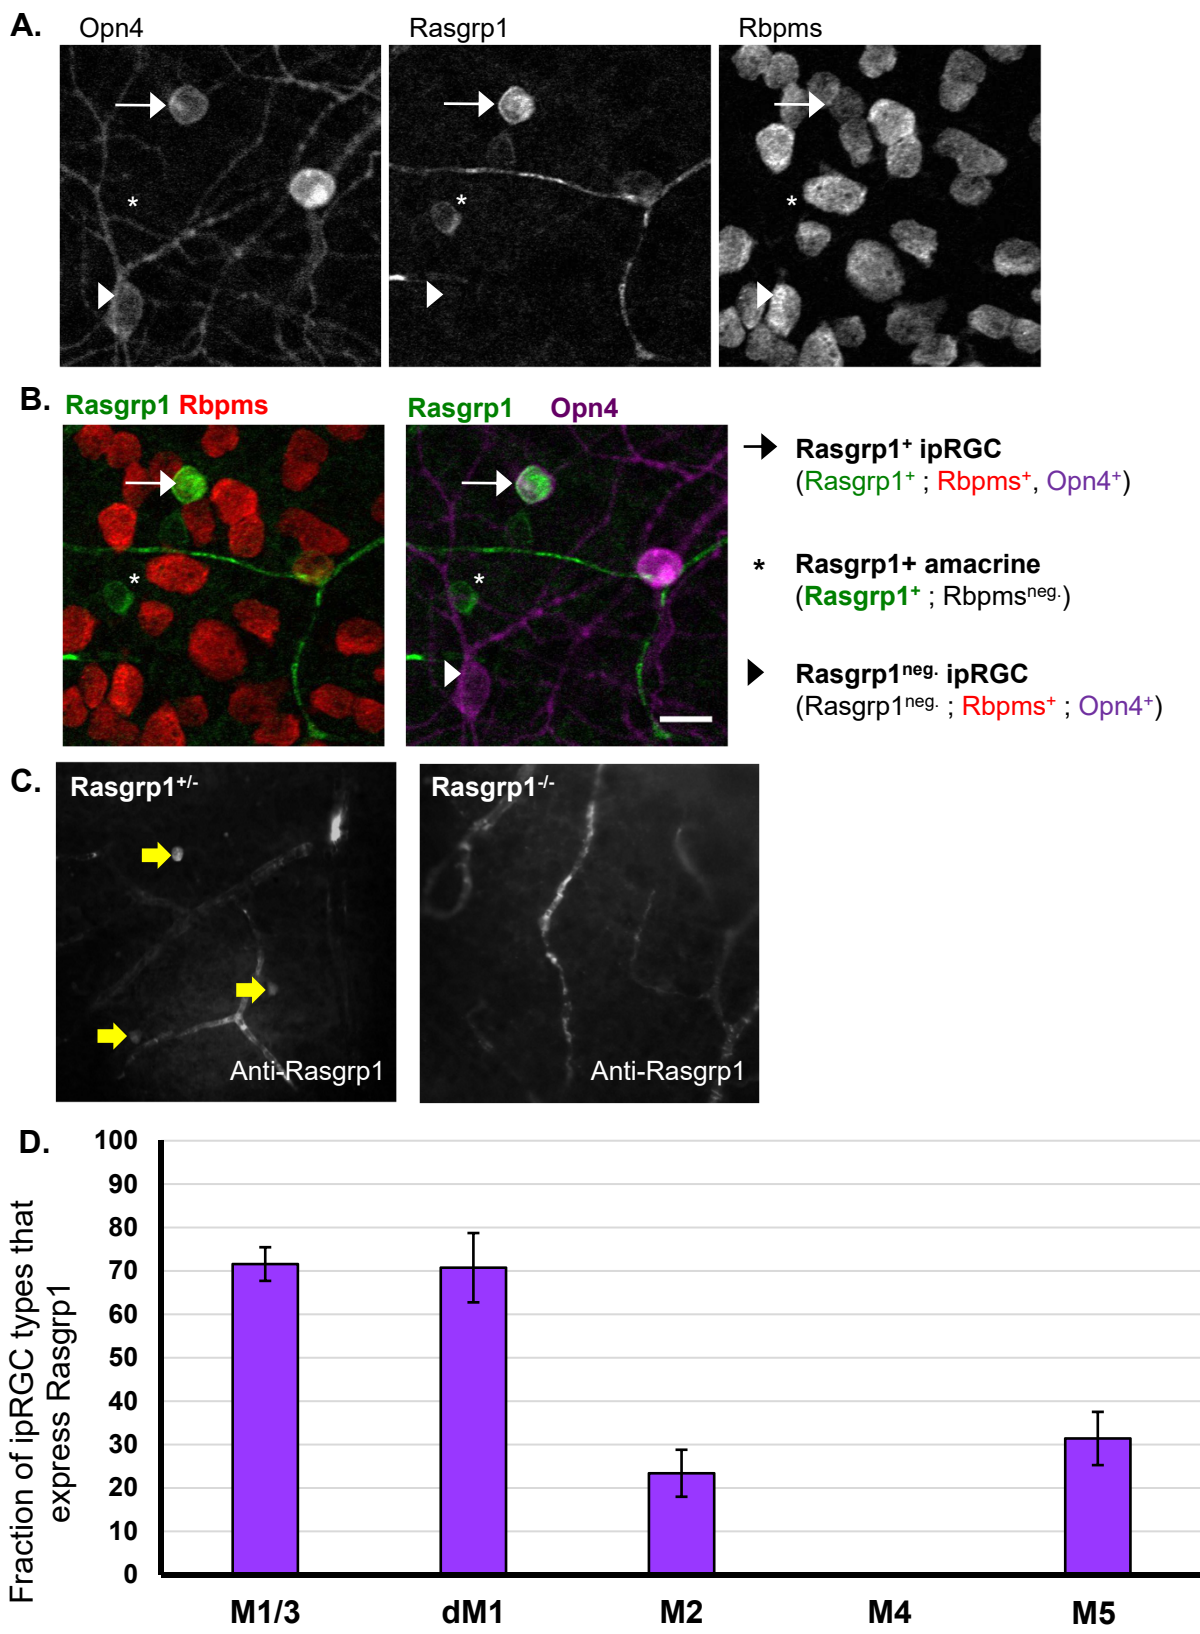 A.
Opn4
Rasgrp1
Rbpms
*
*
*
B.
Rasgrp1 Rbpms
Rasgrp1 Opn4
*
*
Rasgrp1⁺ ipRGC
(Rasgrp1⁺ ; Rbpms⁺, Opn4⁺)
* Rasgrp1+ amacrine
(Rasgrp1⁺ ; Rbpmsⁿᵉᵍ·)
Rasgrp1ⁿᵉᵍ· ipRGC
(Rasgrp1ⁿᵉᵍ· ; Rbpms⁺ ; Opn4⁺)
C.
Rasgrp1⁺/⁻
Anti-Rasgrp1
Rasgrp1⁻/⁻
Anti-Rasgrp1
D.
Fraction of ipRGC types that
express Rasgrp1
100
90
80
70
60
50
40
30
20
10
0
M1/3
dM1
M2
M4
M5